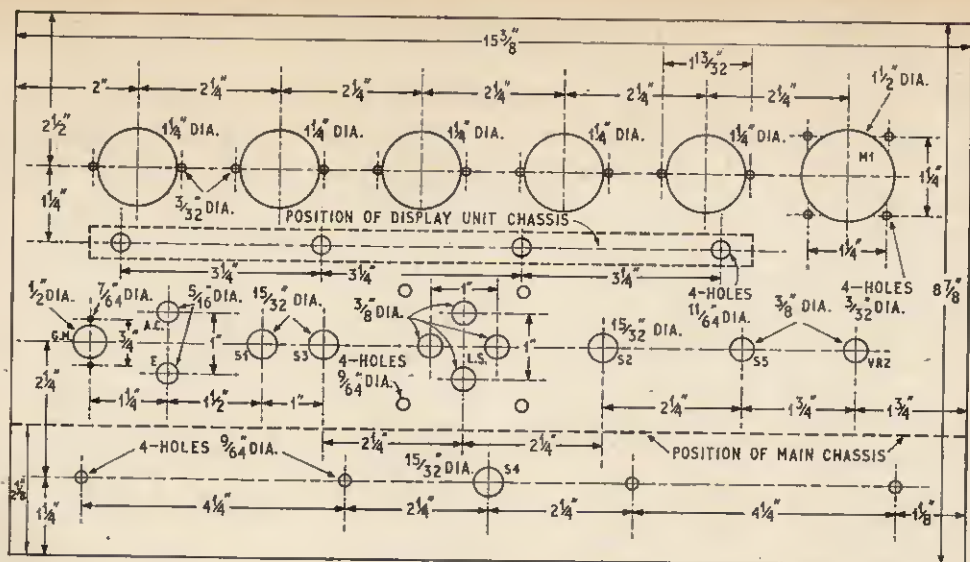 15 3/8"
1 13/32"
2" 2 1/4" 2 1/4" 2 1/4" 2 1/4" 2 1/4" 1 1/2" DIA.
2 1/2" 1 1/4" DIA. 1 1/4" DIA. 1 1/4" DIA. 1 1/4" DIA. 1 1/4" DIA.
M1
1 1/4" 3/32" DIA. 1 1/4"
POSITION OF DISPLAY UNIT CHASSIS
1 1/4"
3 1/4" 3 1/4" 3 1/4"
8 7/8"
1/2" DIA. 7/64" DIA. 5/16" DIA. 15/32" DIA. 1" 4-HOLES 11/64" DIA. 3/8" DIA. 4-HOLES 3/32" DIA.
3/8" DIA. 15/32" DIA.
G.M. 3/4" A.C. 1" 1"
E S1 S3 L.S. S2 S5 VR2
4-HOLES 9/64" DIA.
2 1/4" 1 1/4" 1 1/2" 1" 2 1/4" 1 3/4" 1 3/4"
2 1/4" 2 1/4"
4-HOLES 9/64" DIA. 15/32" DIA. S4 POSITION OF MAIN CHASSIS
1 1/4" 4 1/4" 2 1/4" 2 1/4" 4 1/4" 1 1/8"